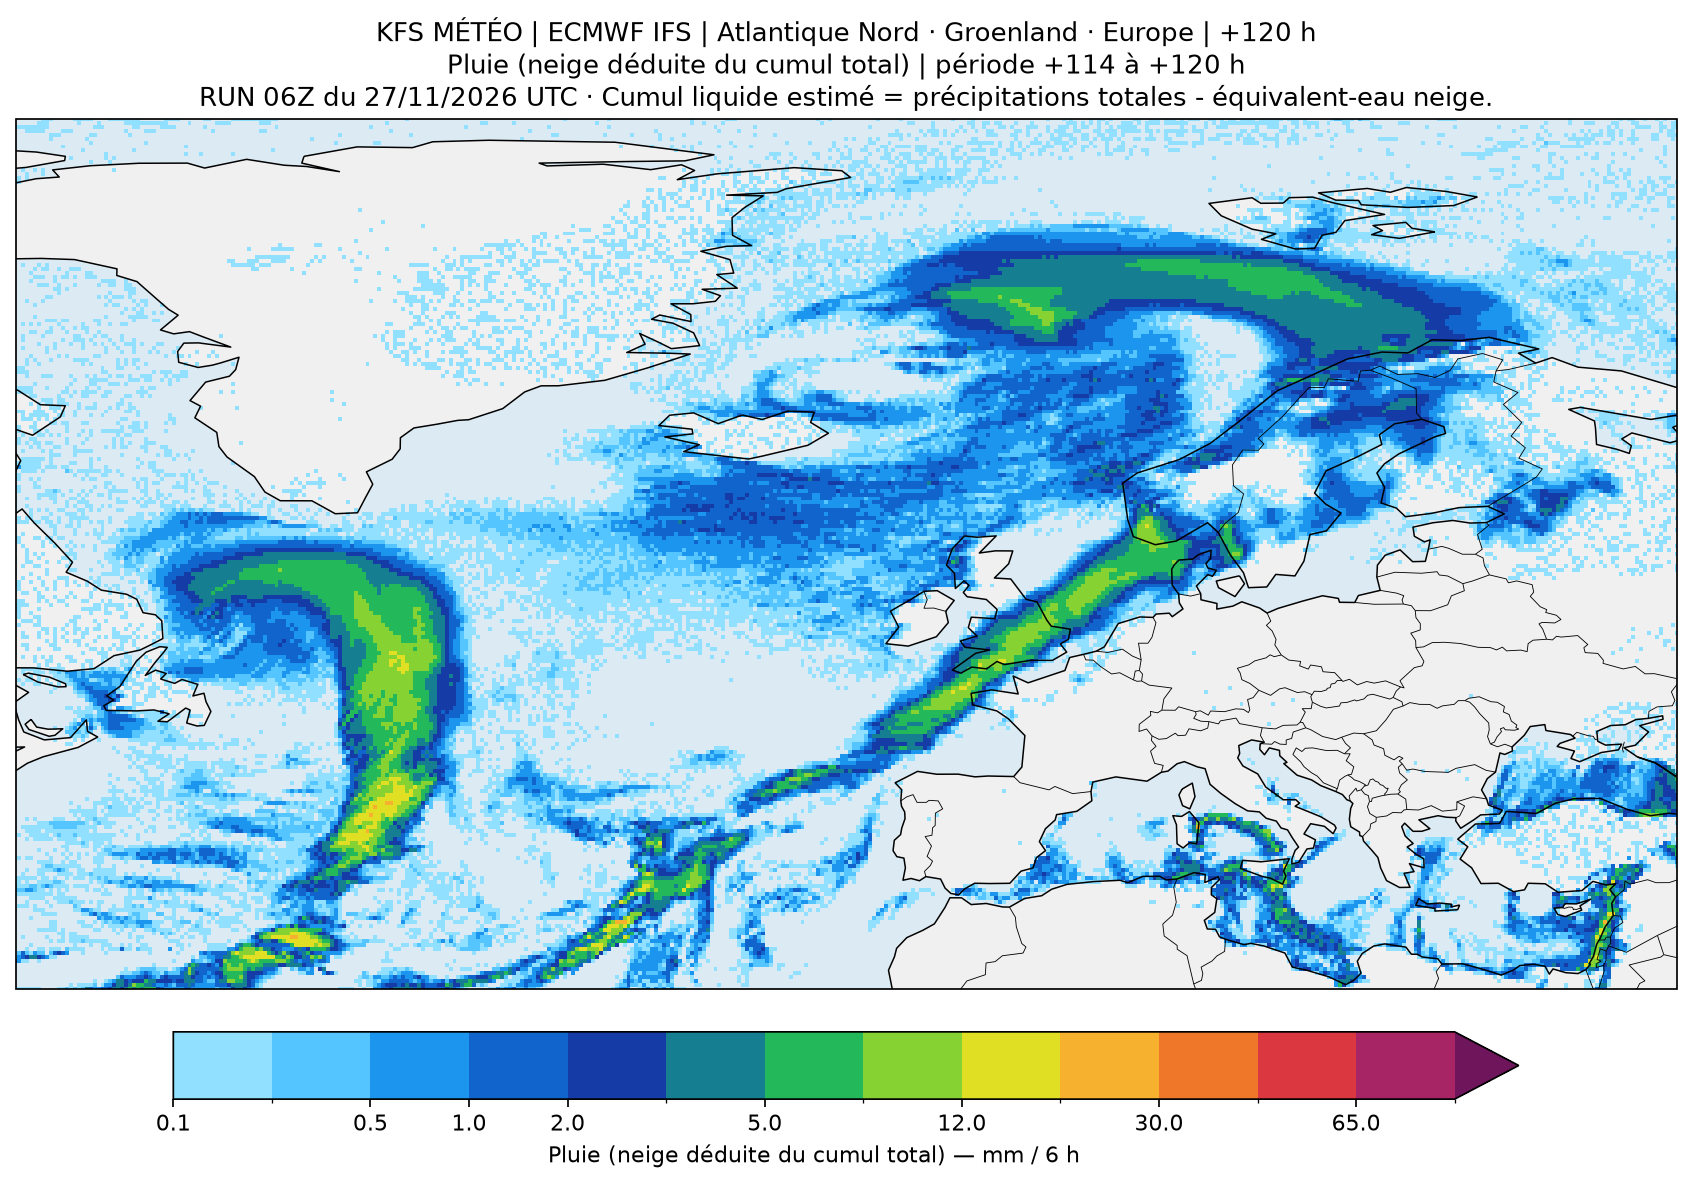 KFS MÉTÉO | ECMWF IFS | Atlantique Nord · Groenland · Europe | +120 h
Pluie (neige déduite du cumul total) | période +114 à +120 h
RUN 06Z du 27/11/2026 UTC · Cumul liquide estimé = précipitations totales - équivalent-eau neige.
0.1 0.5 1.0 2.0 5.0 12.0 30.0 65.0
Pluie (neige déduite du cumul total) — mm / 6 h